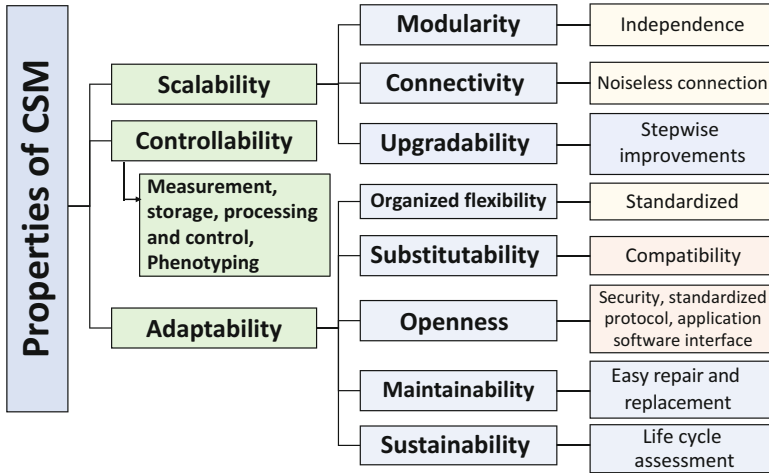 Properties of CSM
Scalability
Modularity
Independence
Connectivity
Noiseless connection
Upgradability
Stepwise
improvements
Controllability
Measurement,
storage, processing
and control,
Phenotyping
Adaptability
Organized flexibility
Standardized
Substitutability
Compatibility
Openness
Security, standardized
protocol, application
software interface
Maintainability
Easy repair and
replacement
Sustainability
Life cycle
assessment